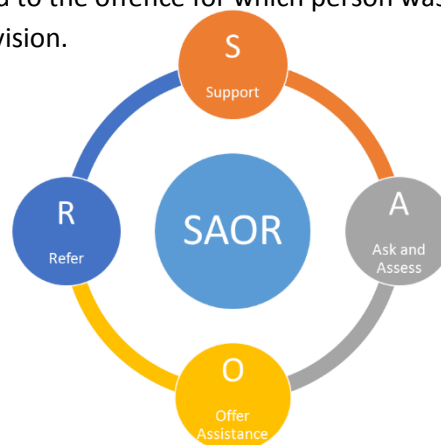 d to the offence for which person was
vision.
S
Support
SAOR
R
Refer
A
Ask and
Assess
O
Offer
Assistance